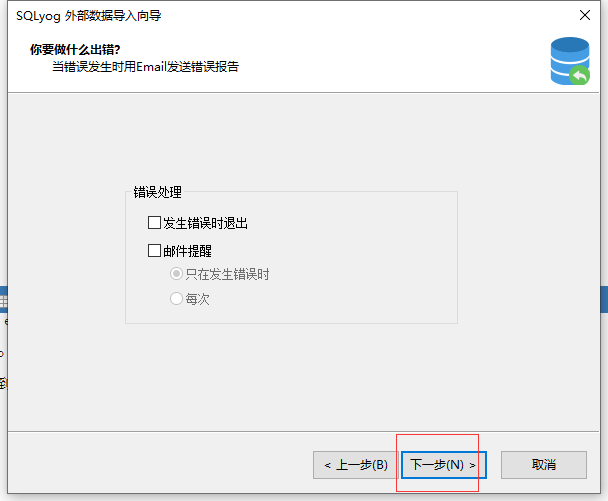 SQLyog 外部数据导入向导
你要做什么出错?
当错误发生时用Email发送错误报告
错误处理
发生错误时退出
邮件提醒
只在发生错误时
每次
< 上一步(B)
下一步(N) >
取消